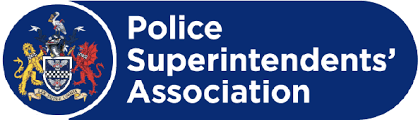 Police
Superintendents’
Association